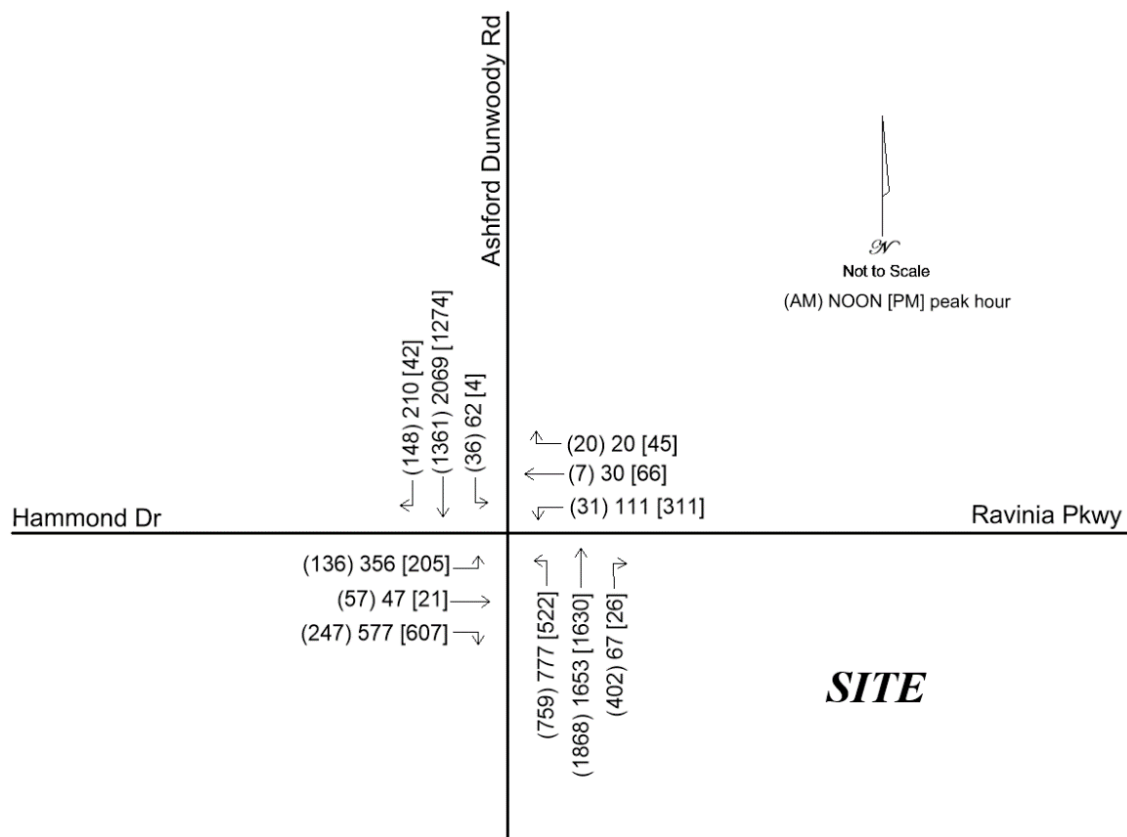 Ashford Dunwoody Rd
N
Not to Scale
(AM) NOON [PM] peak hour
(148) 210 [42]
(1361) 2069 [1274]
(36) 62 [4]
(20) 20 [45]
(7) 30 [66]
(31) 111 [311]
Hammond Dr
Ravinia Pkwy
(136) 356 [205]
(57) 47 [21]
(247) 577 [607]
(759) 777 [522]
(1868) 1653 [1630]
(402) 67 [26]
SITE